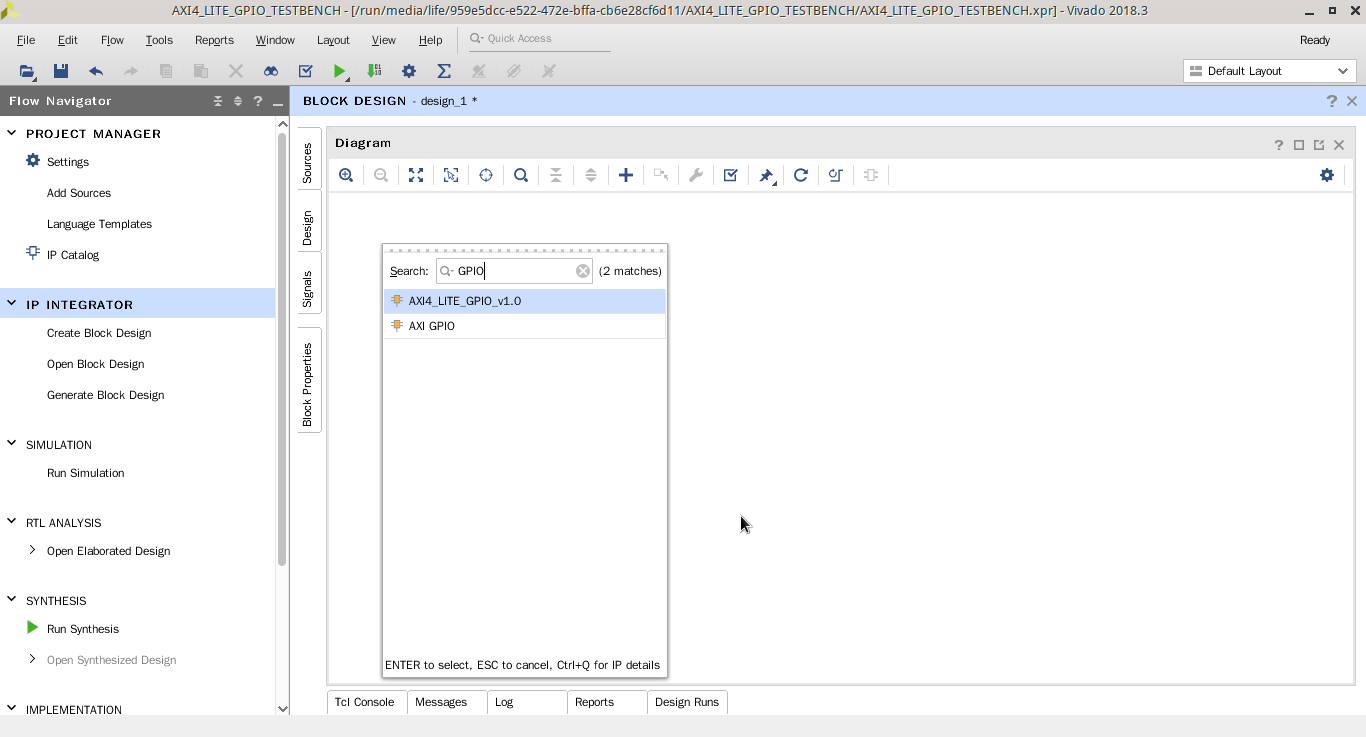 AXI4_LITE_GPIO_TESTBENCH - [/run/media/life/959e5dcc-e522-472e-bffa-cb6e28cf6d11/AXI4_LITE_GPIO_TESTBENCH/AXI4_LITE_GPIO_TESTBENCH.xpr] - Vivado 2018.3
File Edit Flow Tools Reports Window Layout View Help Quick Access Ready
Default Layout
Flow Navigator
PROJECT MANAGER
Settings
Add Sources
Language Templates
IP Catalog
IP INTEGRATOR
Create Block Design
Open Block Design
Generate Block Design
SIMULATION
Run Simulation
RTL ANALYSIS
Open Elaborated Design
SYNTHESIS
Run Synthesis
Open Synthesized Design
IMPLEMENTATION
BLOCK DESIGN - design_1 *
Sources
Design
Signals
Block Properties
Diagram
Search: GPIO (2 matches)
AXI4_LITE_GPIO_v1.0
AXI GPIO
ENTER to select, ESC to cancel, Ctrl+Q for IP details
Tcl Console Messages Log Reports Design Runs